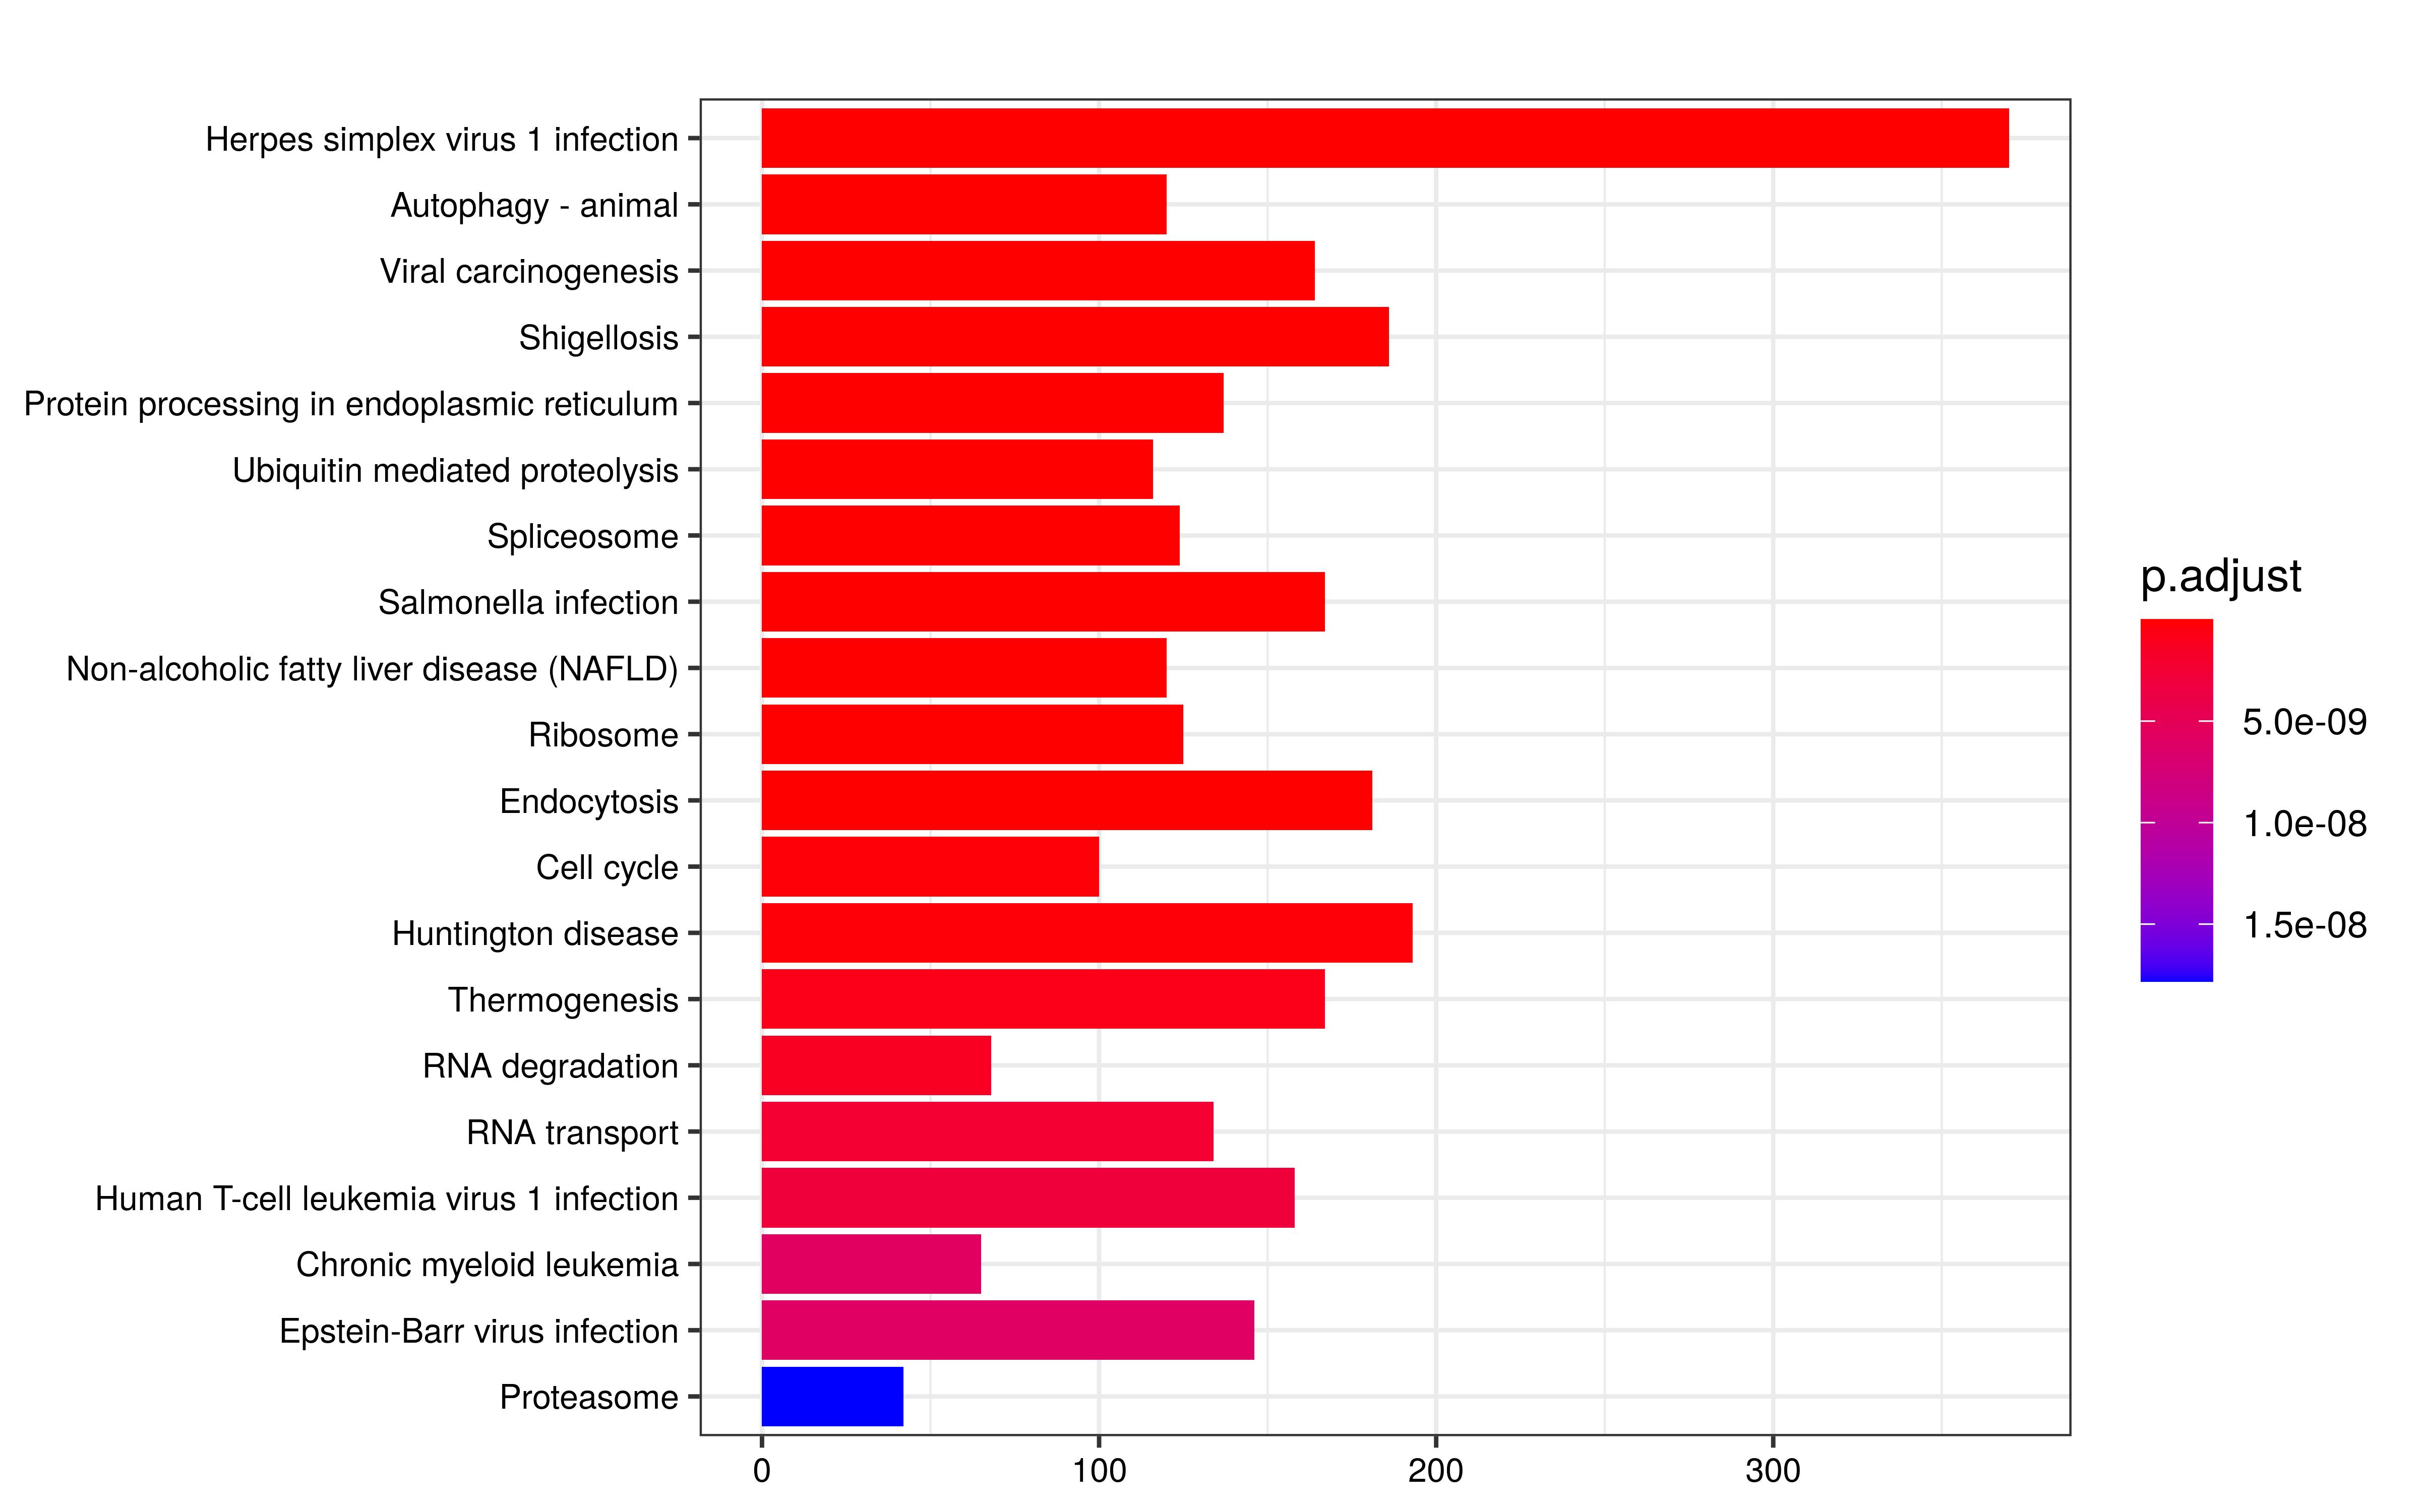 Herpes simplex virus 1 infection
Autophagy - animal
Viral carcinogenesis
Shigellosis
Protein processing in endoplasmic reticulum
Ubiquitin mediated proteolysis
Spliceosome
Salmonella infection
Non-alcoholic fatty liver disease (NAFLD)
Ribosome
Endocytosis
Cell cycle
Huntington disease
Thermogenesis
RNA degradation
RNA transport
Human T-cell leukemia virus 1 infection
Chronic myeloid leukemia
Epstein-Barr virus infection
Proteasome
0 100 200 300
p.adjust
5.0e-09
1.0e-08
1.5e-08